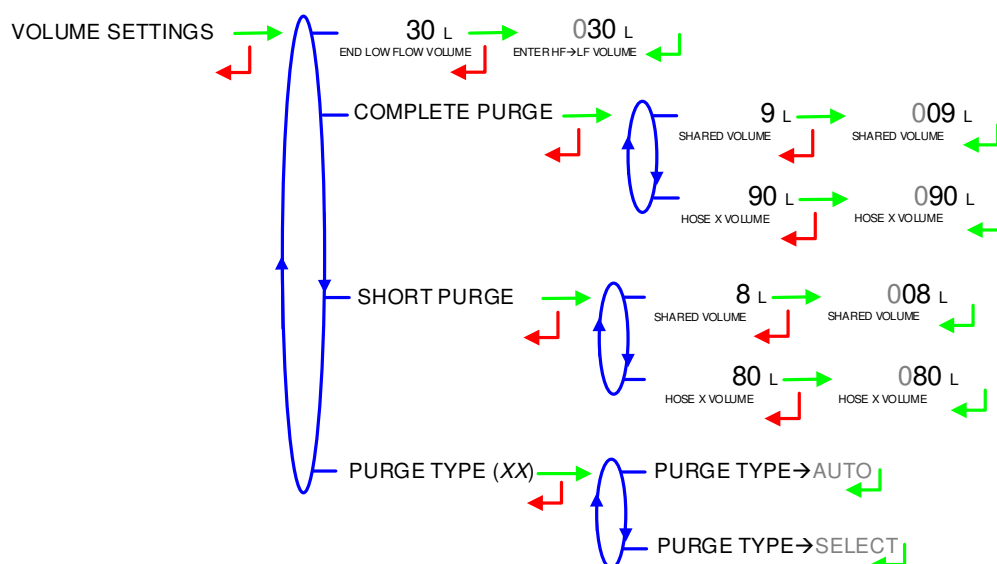 VOLUME SETTINGS
30 L
END LOW FLOW VOLUME
030 L
ENTER HF→LF VOLUME
COMPLETE PURGE
9 L
SHARED VOLUME
009 L
SHARED VOLUME
90 L
HOSE X VOLUME
090 L
HOSE X VOLUME
SHORT PURGE
8 L
SHARED VOLUME
008 L
SHARED VOLUME
80 L
HOSE X VOLUME
080 L
HOSE X VOLUME
PURGE TYPE (XX)
PURGE TYPE→AUTO
PURGE TYPE→SELECT